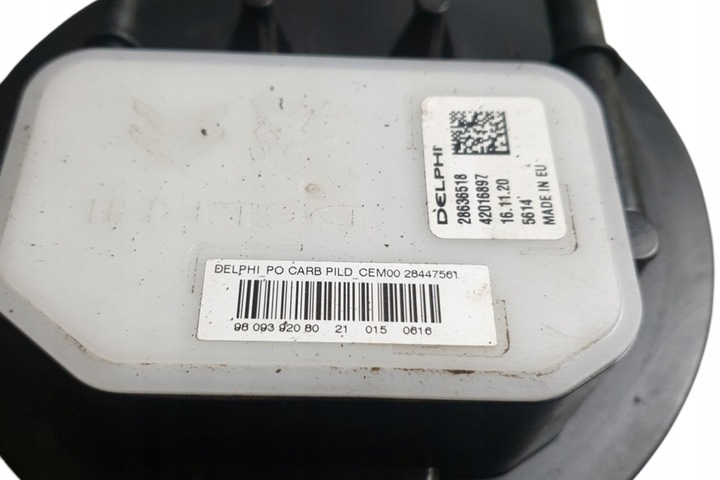 DELPHI
28636518
42016897
16.11.20
5614
MADE IN EU
DELPHI_PO CARB PILD_CEM00 28447561
98 093 920 80 21 015 0616